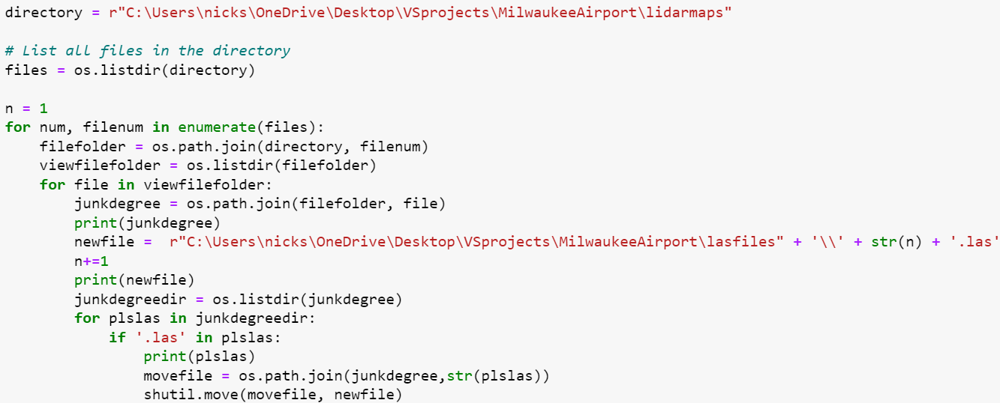 directory = r"C:\Users\nicks\OneDrive\Desktop\VSprojects\MilwaukeeAirport\lidarmaps"

# List all files in the directory
files = os.listdir(directory)

n = 1
for num, filenum in enumerate(files):
    filefolder = os.path.join(directory, filenum)
    viewfilefolder = os.listdir(filefolder)
    for file in viewfilefolder:
        junkdegree = os.path.join(filefolder, file)
        print(junkdegree)
        newfile =  r"C:\Users\nicks\OneDrive\Desktop\VSprojects\MilwaukeeAirport\lasfiles" + '\\' + str(n) + '.las'
        n+=1
        print(newfile)
        junkdegreedir = os.listdir(junkdegree)
        for plslas in junkdegreedir:
            if '.las' in plslas:
                print(plslas)
                movefile = os.path.join(junkdegree,str(plslas))
                shutil.move(movefile, newfile)